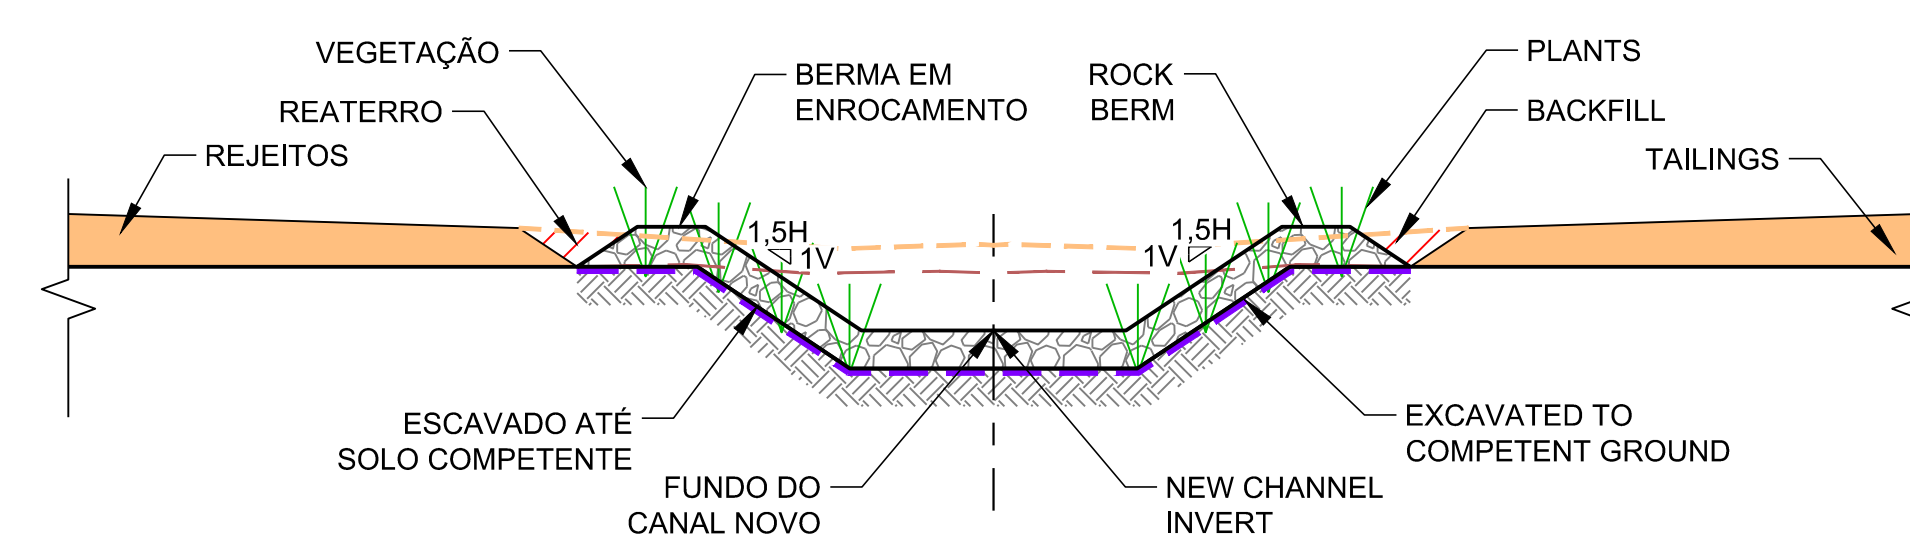 VEGETAÇÃO
REATERRO
REJEITOS
BERMA EM
ENROCAMENTO
ROCK
BERM
PLANTS
BACKFILL
TAILINGS
1,5H
1V
1,5H
1V
ESCAVADO ATÉ
SOLO COMPETENTE
FUNDO DO
CANAL NOVO
NEW CHANNEL
INVERT
EXCAVATED TO
COMPETENT GROUND